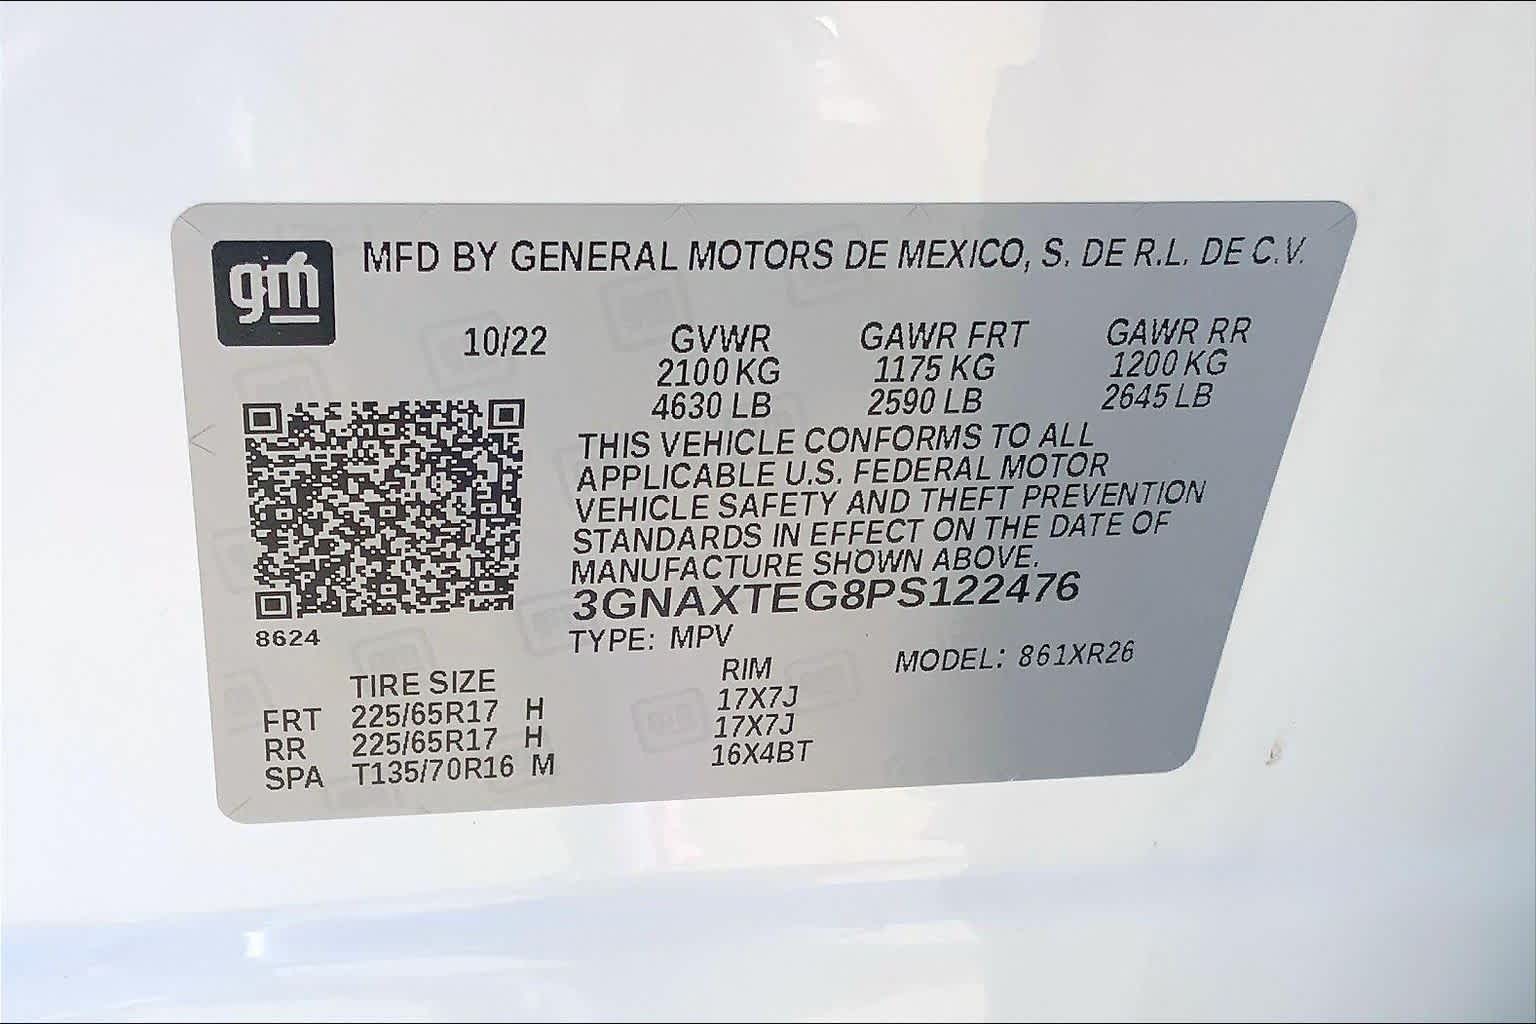 gm
MFD BY GENERAL MOTORS DE MEXICO, S. DE R.L. DE C.V.
10/22 GVWR GAWR FRT GAWR RR
2100 KG 1175 KG 1200 KG
4630 LB 2590 LB 2645 LB
THIS VEHICLE CONFORMS TO ALL
APPLICABLE U.S. FEDERAL MOTOR
VEHICLE SAFETY AND THEFT PREVENTION
STANDARDS IN EFFECT ON THE DATE OF
MANUFACTURE SHOWN ABOVE.
3GNAXTEG8PS122476
8624
TYPE: MPV MODEL: 861XR26
TIRE SIZE RIM
FRT 225/65R17 H 17X7J
RR 225/65R17 H 17X7J
SPA T135/70R16 M 16X4BT